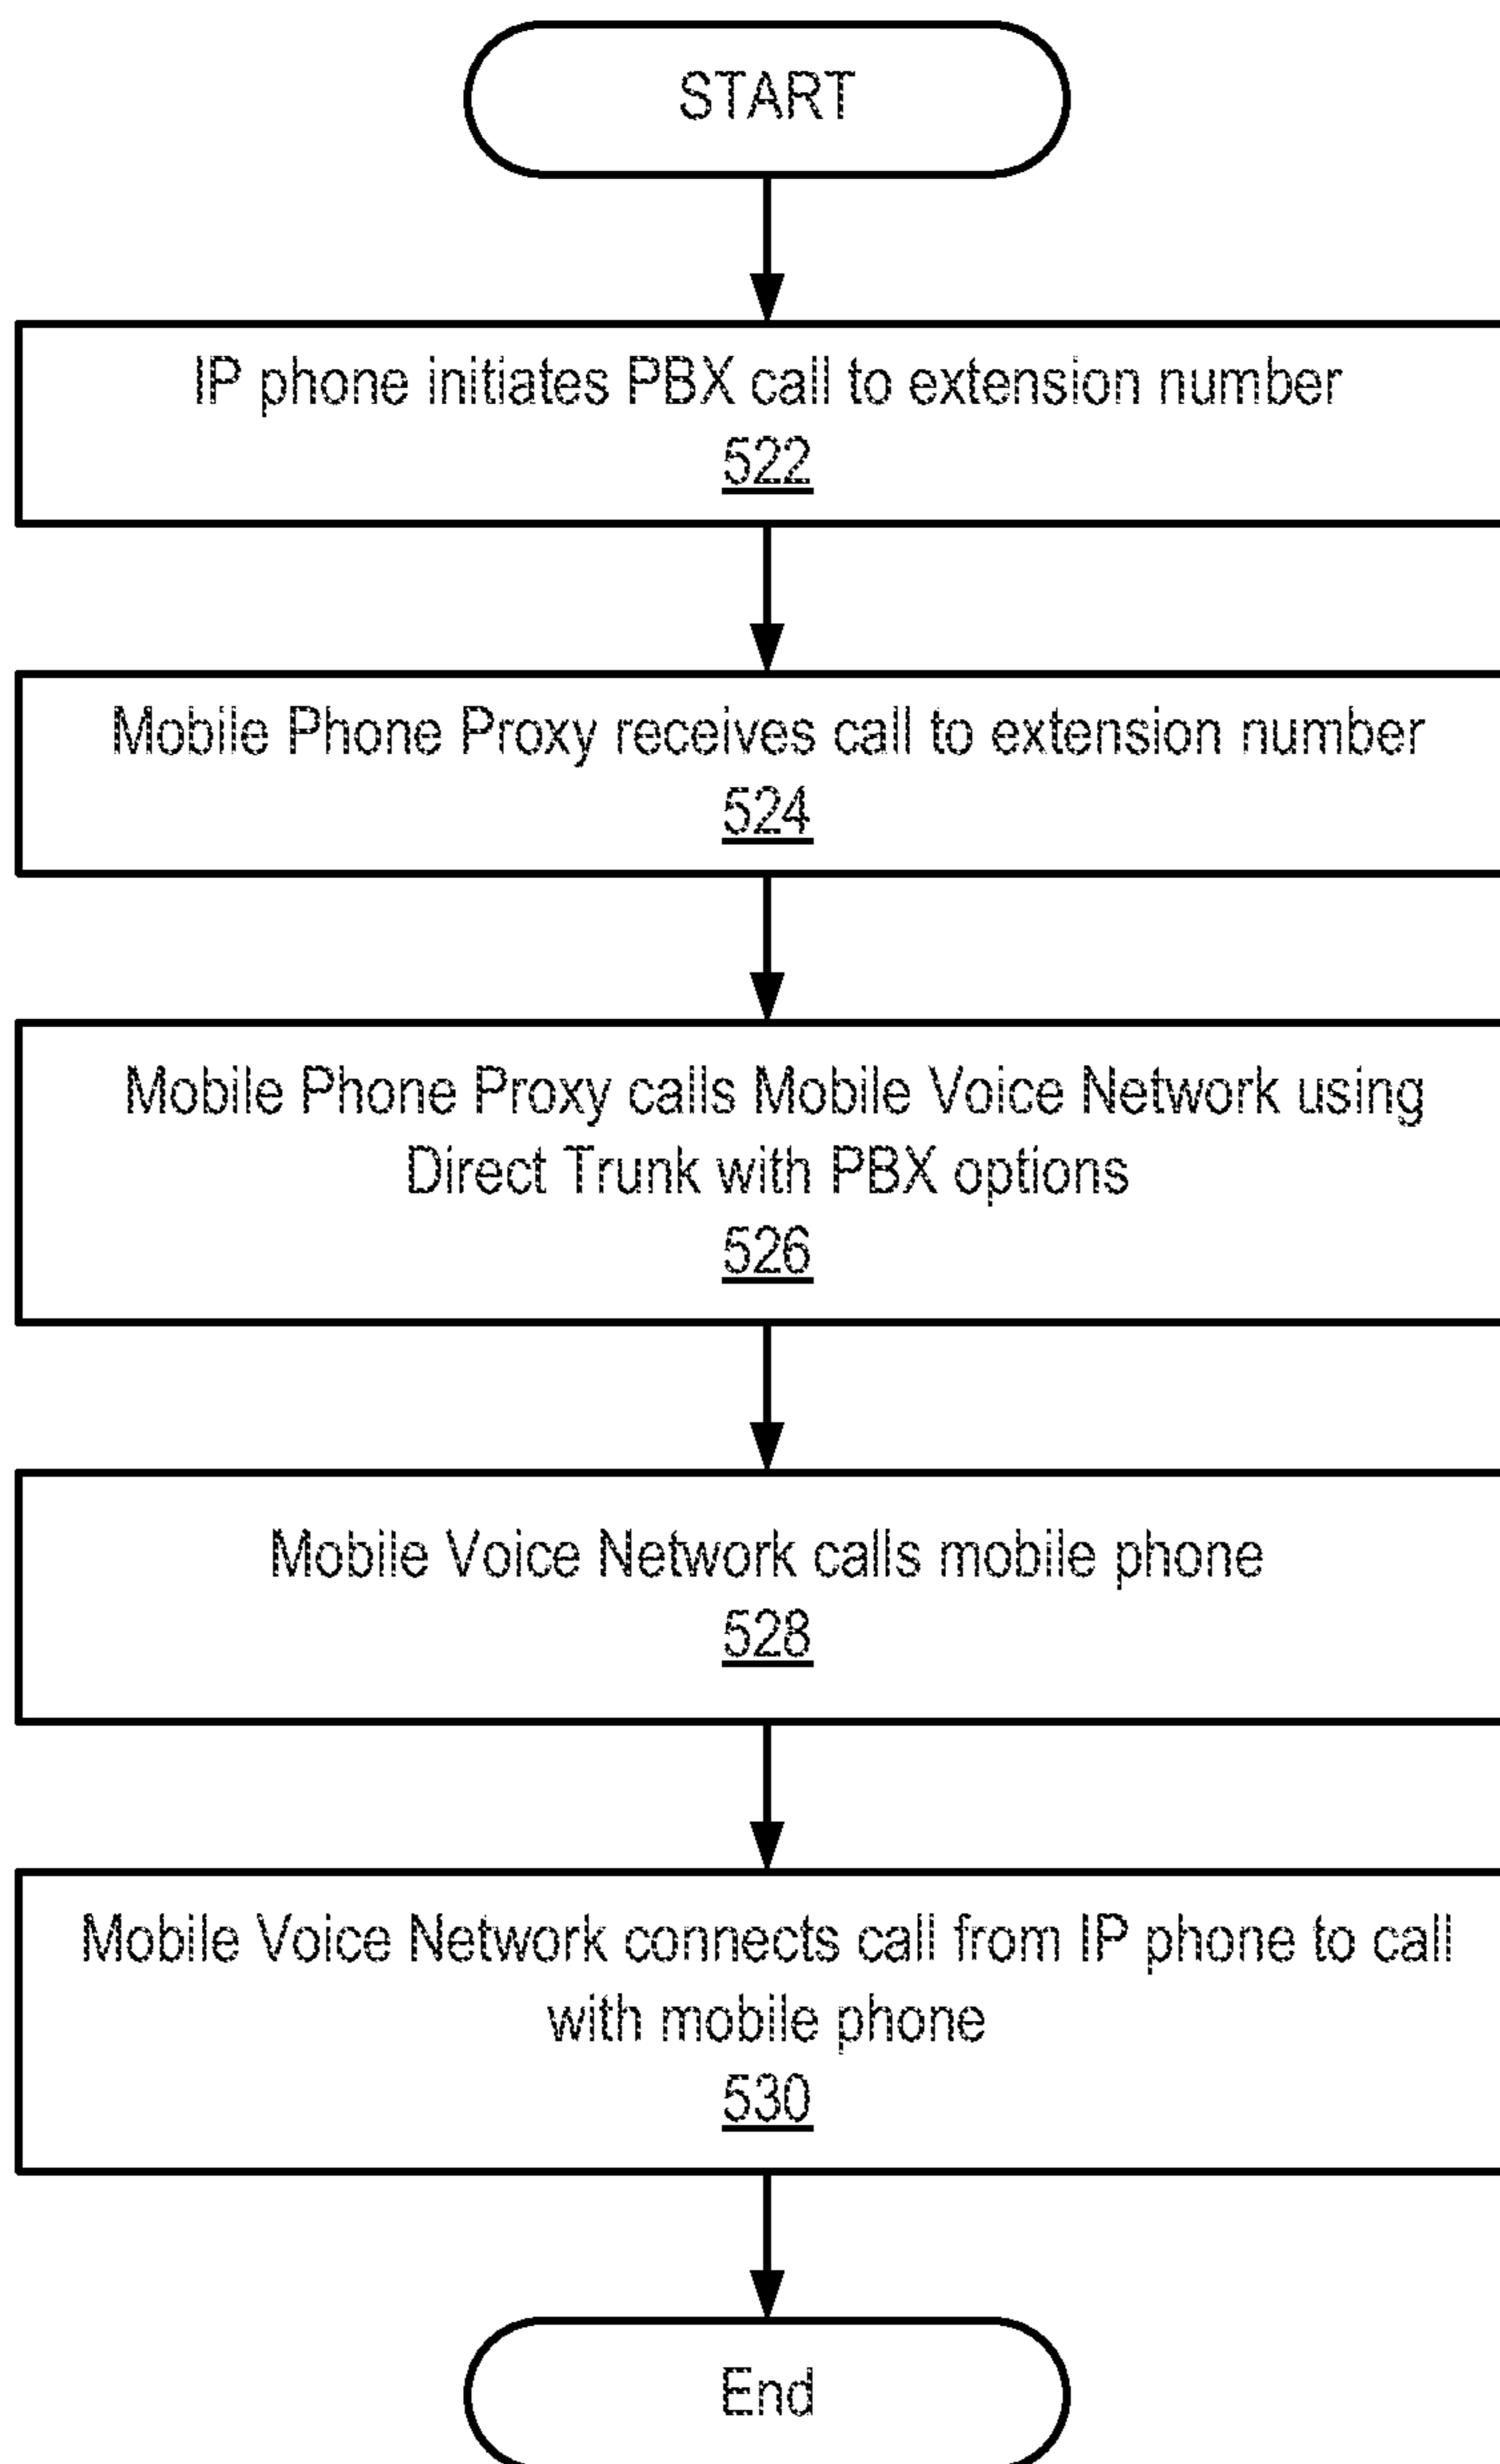 START
IP phone initiates PBX call to extension number
522
Mobile Phone Proxy receives call to extension number
524
Mobile Phone Proxy calls Mobile Voice Network using
Direct Trunk with PBX options
526
Mobile Voice Network calls mobile phone
528
Mobile Voice Network connects call from IP phone to call
with mobile phone
530
End